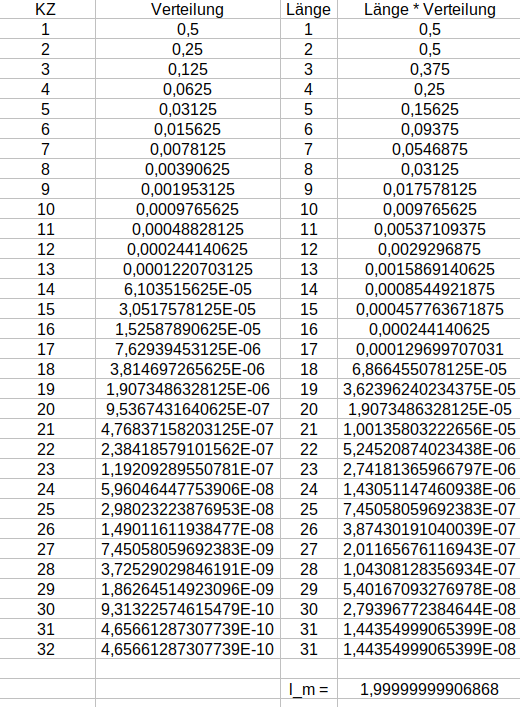 KZ Verteilung Länge Länge * Verteilung
1 0,5 1 0,5
2 0,25 2 0,5
3 0,125 3 0,375
4 0,0625 4 0,25
5 0,03125 5 0,15625
6 0,015625 6 0,09375
7 0,0078125 7 0,0546875
8 0,00390625 8 0,03125
9 0,001953125 9 0,017578125
10 0,0009765625 10 0,009765625
11 0,00048828125 11 0,00537109375
12 0,000244140625 12 0,0029296875
13 0,0001220703125 13 0,0015869140625
14 6,103515625E-05 14 0,0008544921875
15 3,0517578125E-05 15 0,000457763671875
16 1,52587890625E-05 16 0,000244140625
17 7,62939453125E-06 17 0,000129699707031
18 3,814697265625E-06 18 6,866455078125E-05
19 1,9073486328125E-06 19 3,62396240234375E-05
20 9,5367431640625E-07 20 1,9073486328125E-05
21 4,76837158203125E-07 21 1,00135803222656E-05
22 2,38418579101562E-07 22 5,24520874023438E-06
23 1,19209289550781E-07 23 2,74181365966797E-06
24 5,96046447753906E-08 24 1,43051147460938E-06
25 2,98023223876953E-08 25 7,45058059692383E-07
26 1,49011611938477E-08 26 3,87430191040039E-07
27 7,45058059692383E-09 27 2,01165676116943E-07
28 3,72529029846191E-09 28 1,04308128356934E-07
29 1,86264514923096E-09 29 5,40167093276978E-08
30 9,31322574615479E-10 30 2,79396772384644E-08
31 4,65661287307739E-10 31 1,44354999065399E-08
32 4,65661287307739E-10 31 1,44354999065399E-08
l_m = 1,99999999906868